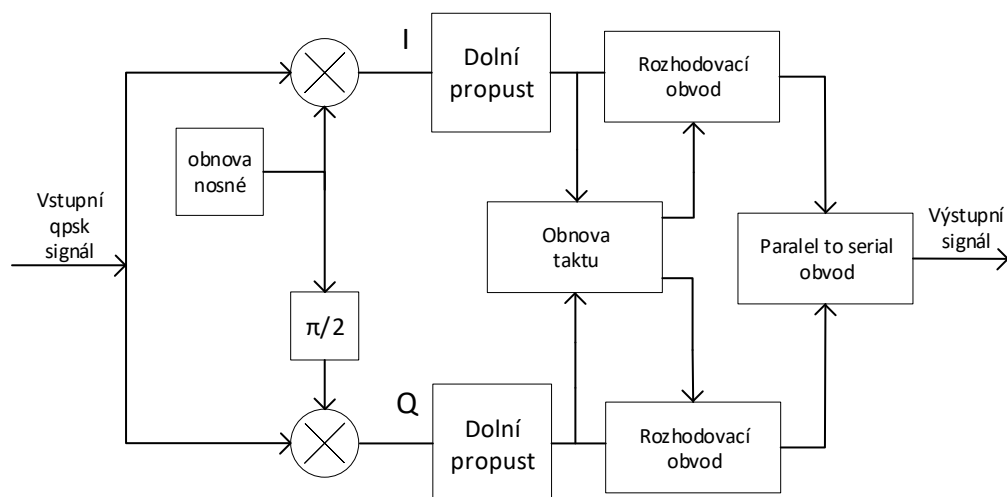 I
Dolní
propust
Rozhodovací
obvod
obnova
nosné
Vstupní
qpsk
signál
Obnova
taktu
Paralel to serial
obvod
Výstupní
signál
π/2
Q
Dolní
propust
Rozhodovací
obvod